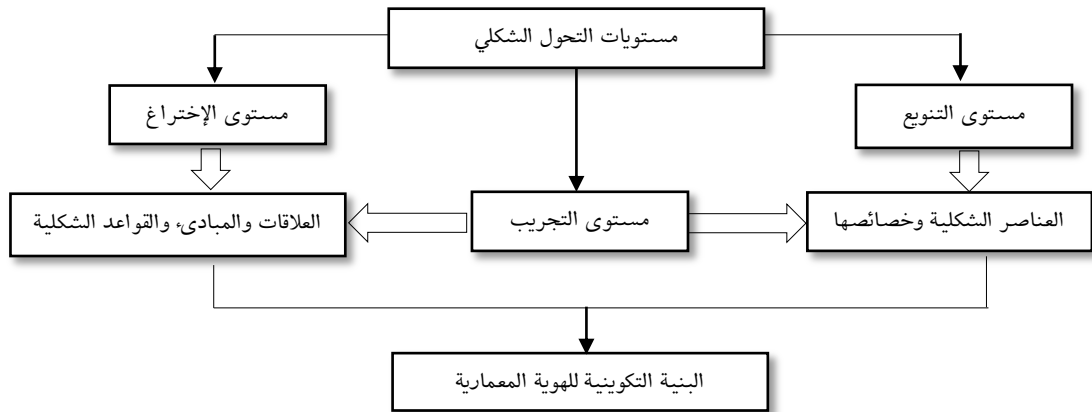 مستويات التحول الشكلي
مستوى التنويع
مستوى الإختراغ
العناصر الشكلية وخصائصها
مستوى التجريب
العلاقات والمبادىء والقواعد الشكلية
البنية التكوينية للهوية المعمارية